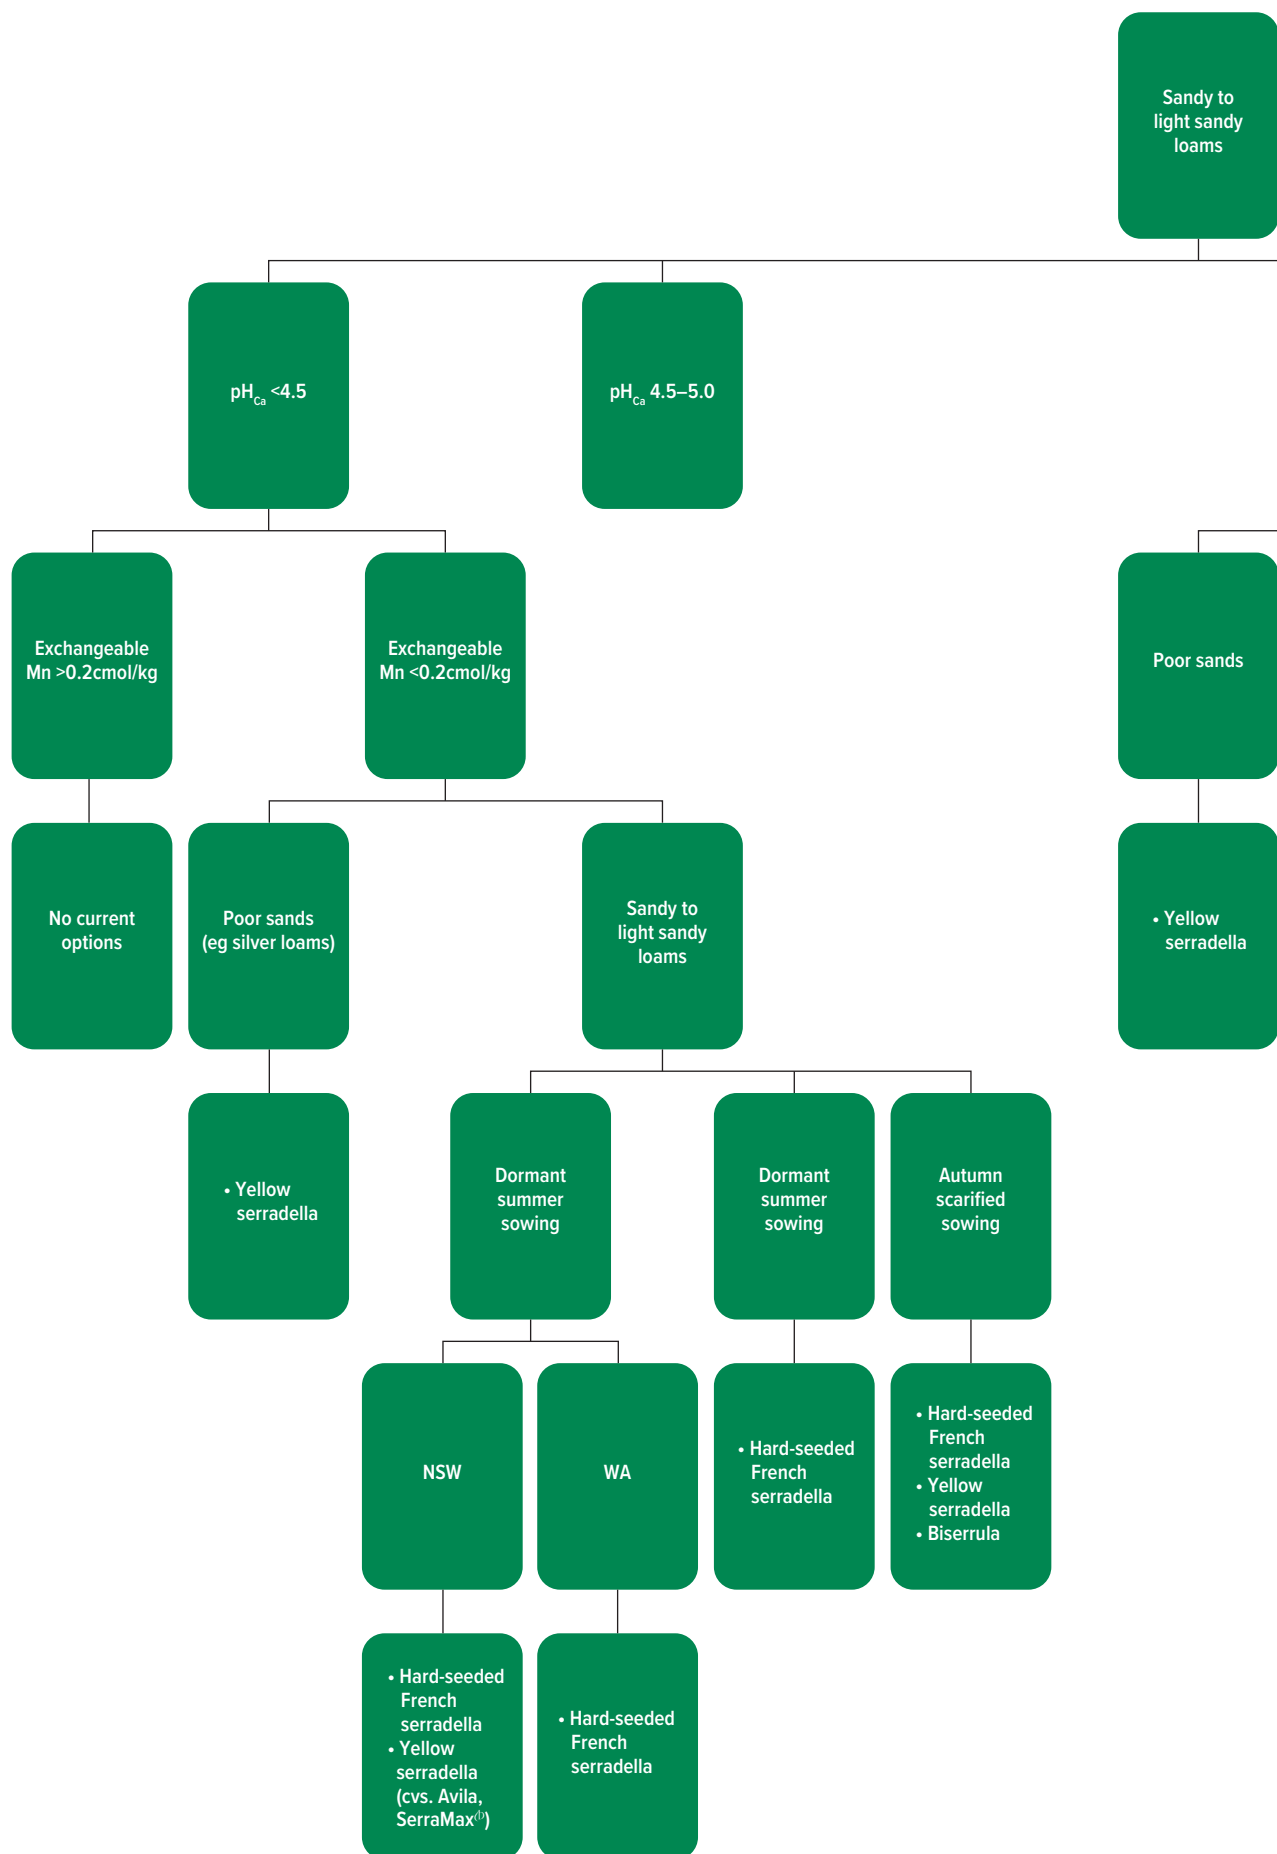 Sandy to
light sandy
loams
pHCa <4.5
pHCa 4.5–5.0
Exchangeable
Mn >0.2cmol/kg
Exchangeable
Mn <0.2cmol/kg
Poor sands
No current
options
Poor sands
(eg silver loams)
Sandy to
light sandy
loams
• Yellow
serradella
• Yellow
serradella
Dormant
summer
sowing
Dormant
summer
sowing
Autumn
scarified
sowing
NSW
WA
• Hard-seeded
French
serradella
• Hard-seeded
French
serradella
• Yellow
serradella
• Biserrula
• Hard-seeded
French
serradella
• Yellow
serradella
(cvs. Avila,
SerraMax)
• Hard-seeded
French
serradella